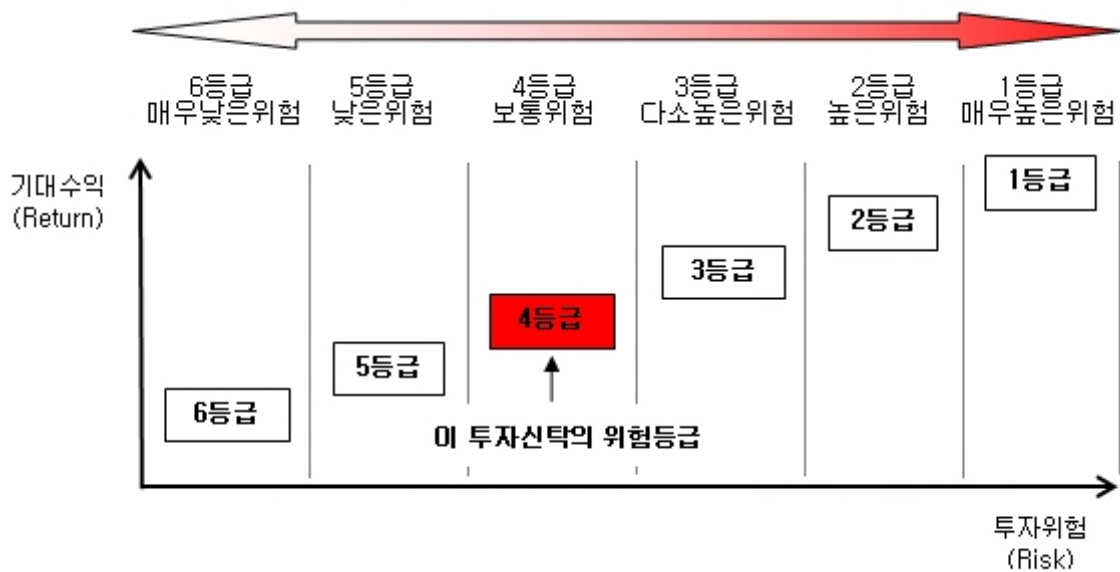 6등급
매우낮은위험
5등급
낮은위험
4등급
보통위험
3등급
다소높은위험
2등급
높은위험
1등급
매우높은위험
기대수익
(Return)
1등급
2등급
3등급
4등급
5등급
6등급
이 투자신탁의 위험등급
투자위험
(Risk)